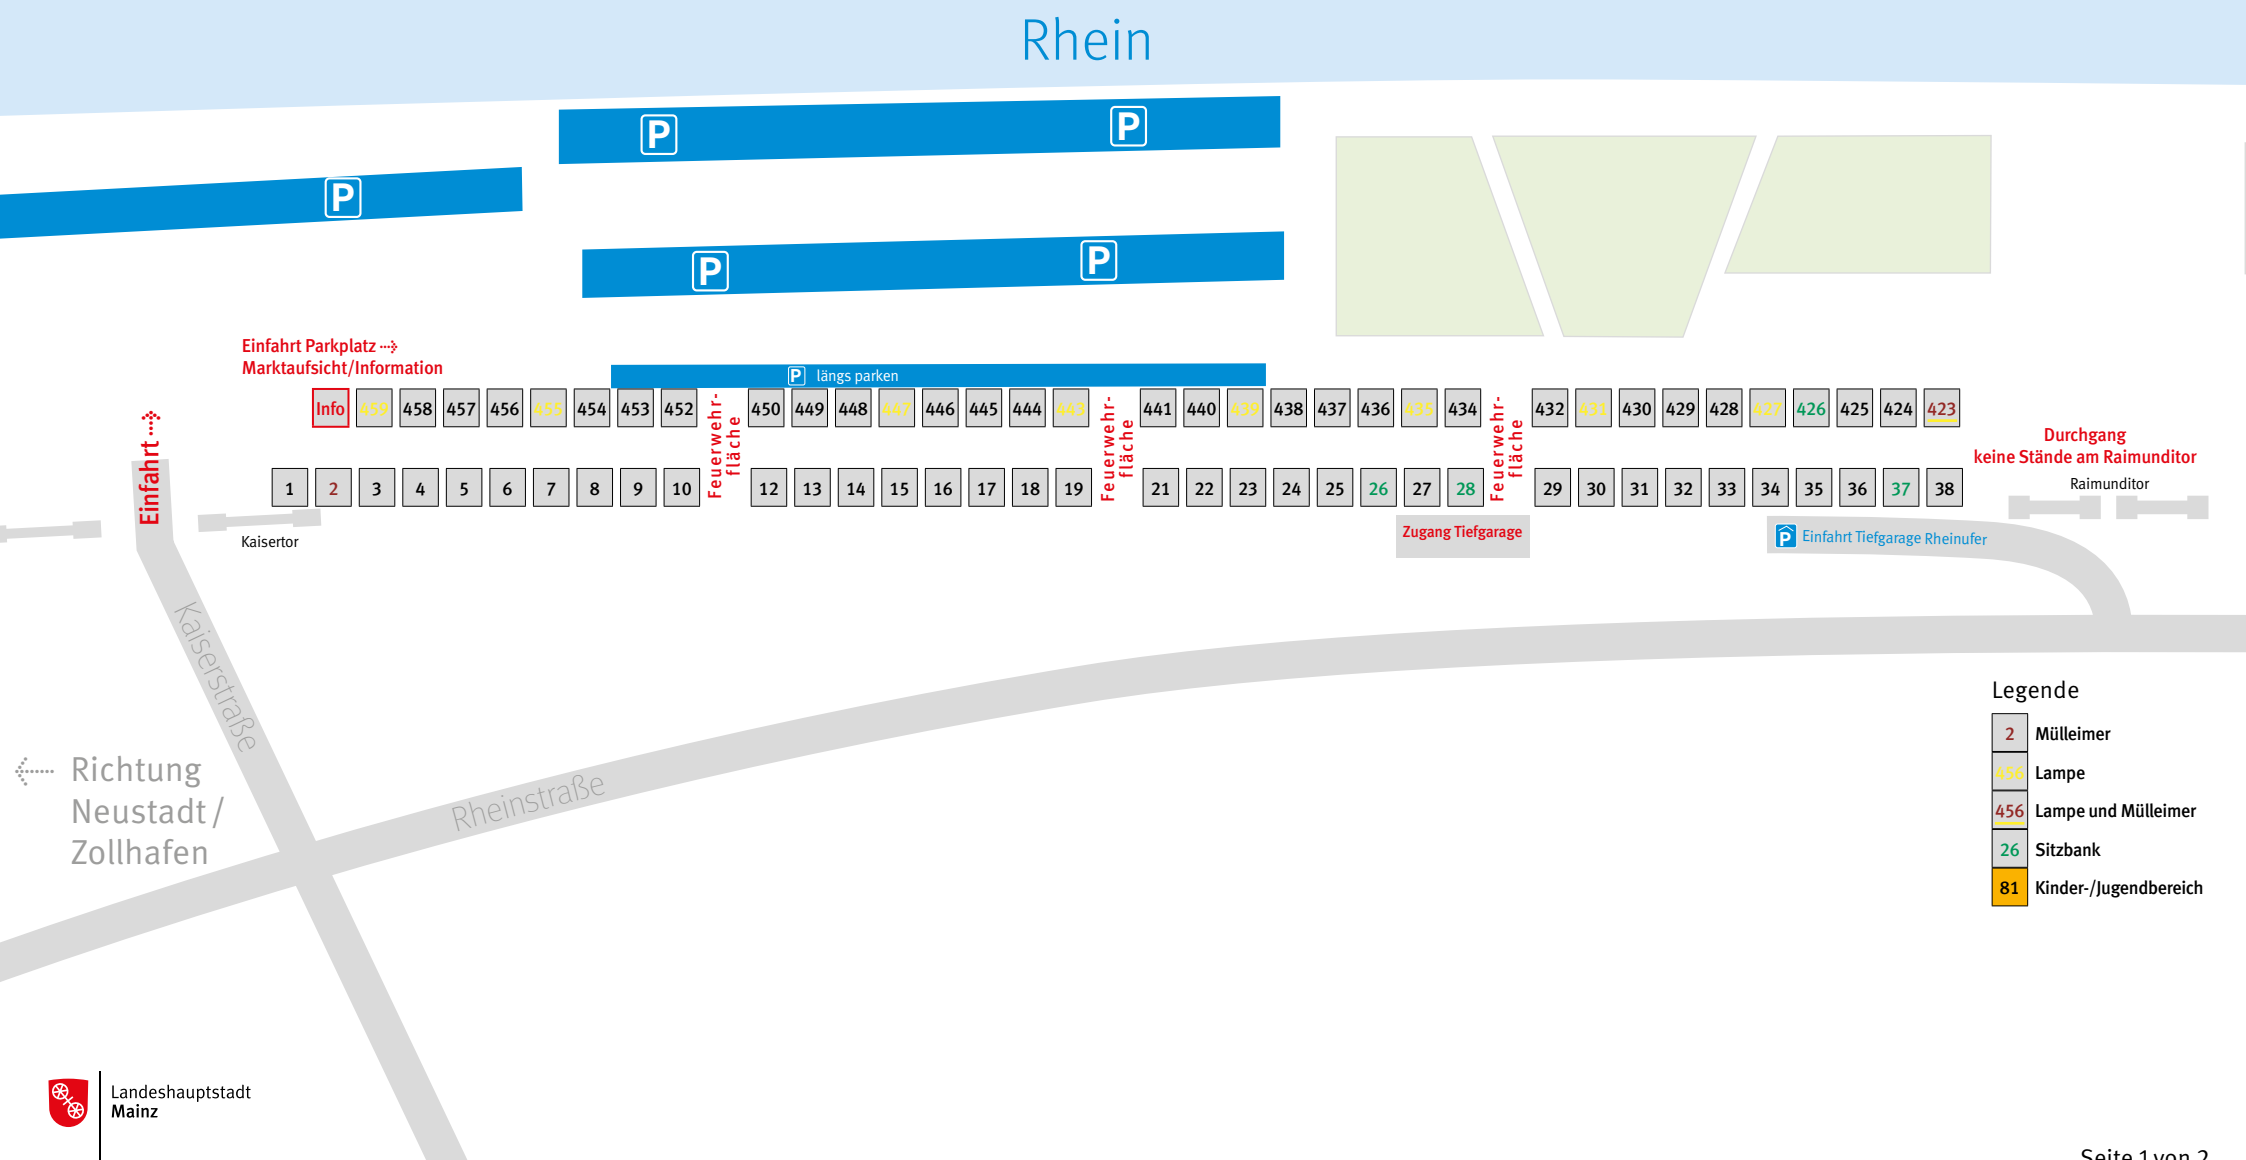 Rhein
P
P
P
P
P
Einfahrt Parkplatz
Marktaufsicht/Information
P längs parken
Info 459 458 457 456 455 454 453 452 450 449 448 447 446 445 444 443 441 440 439 438 437 436 435 434 432 431 430 429 428 427 426 425 424 423
Feuerwehr-
fläche
Feuerwehr-
fläche
Feuerwehr-
fläche
Einfahrt
Durchgang
keine Stände am Raimunditor
Raimunditor
1 2 3 4 5 6 7 8 9 10 12 13 14 15 16 17 18 19 21 22 23 24 25 26 27 28 29 30 31 32 33 34 35 36 37 38
Kaisertor
Zugang Tiefgarage
P Einfahrt Tiefgarage Rheinufer
Kaiserstraße
Rheinstraße
Richtung
Neustadt/
Zollhafen
Legende
2 Mülleimer
456 Lampe
456 Lampe und Mülleimer
26 Sitzbank
81 Kinder-/Jugendbereich
Landeshauptstadt
Mainz
Seite 1 von 2